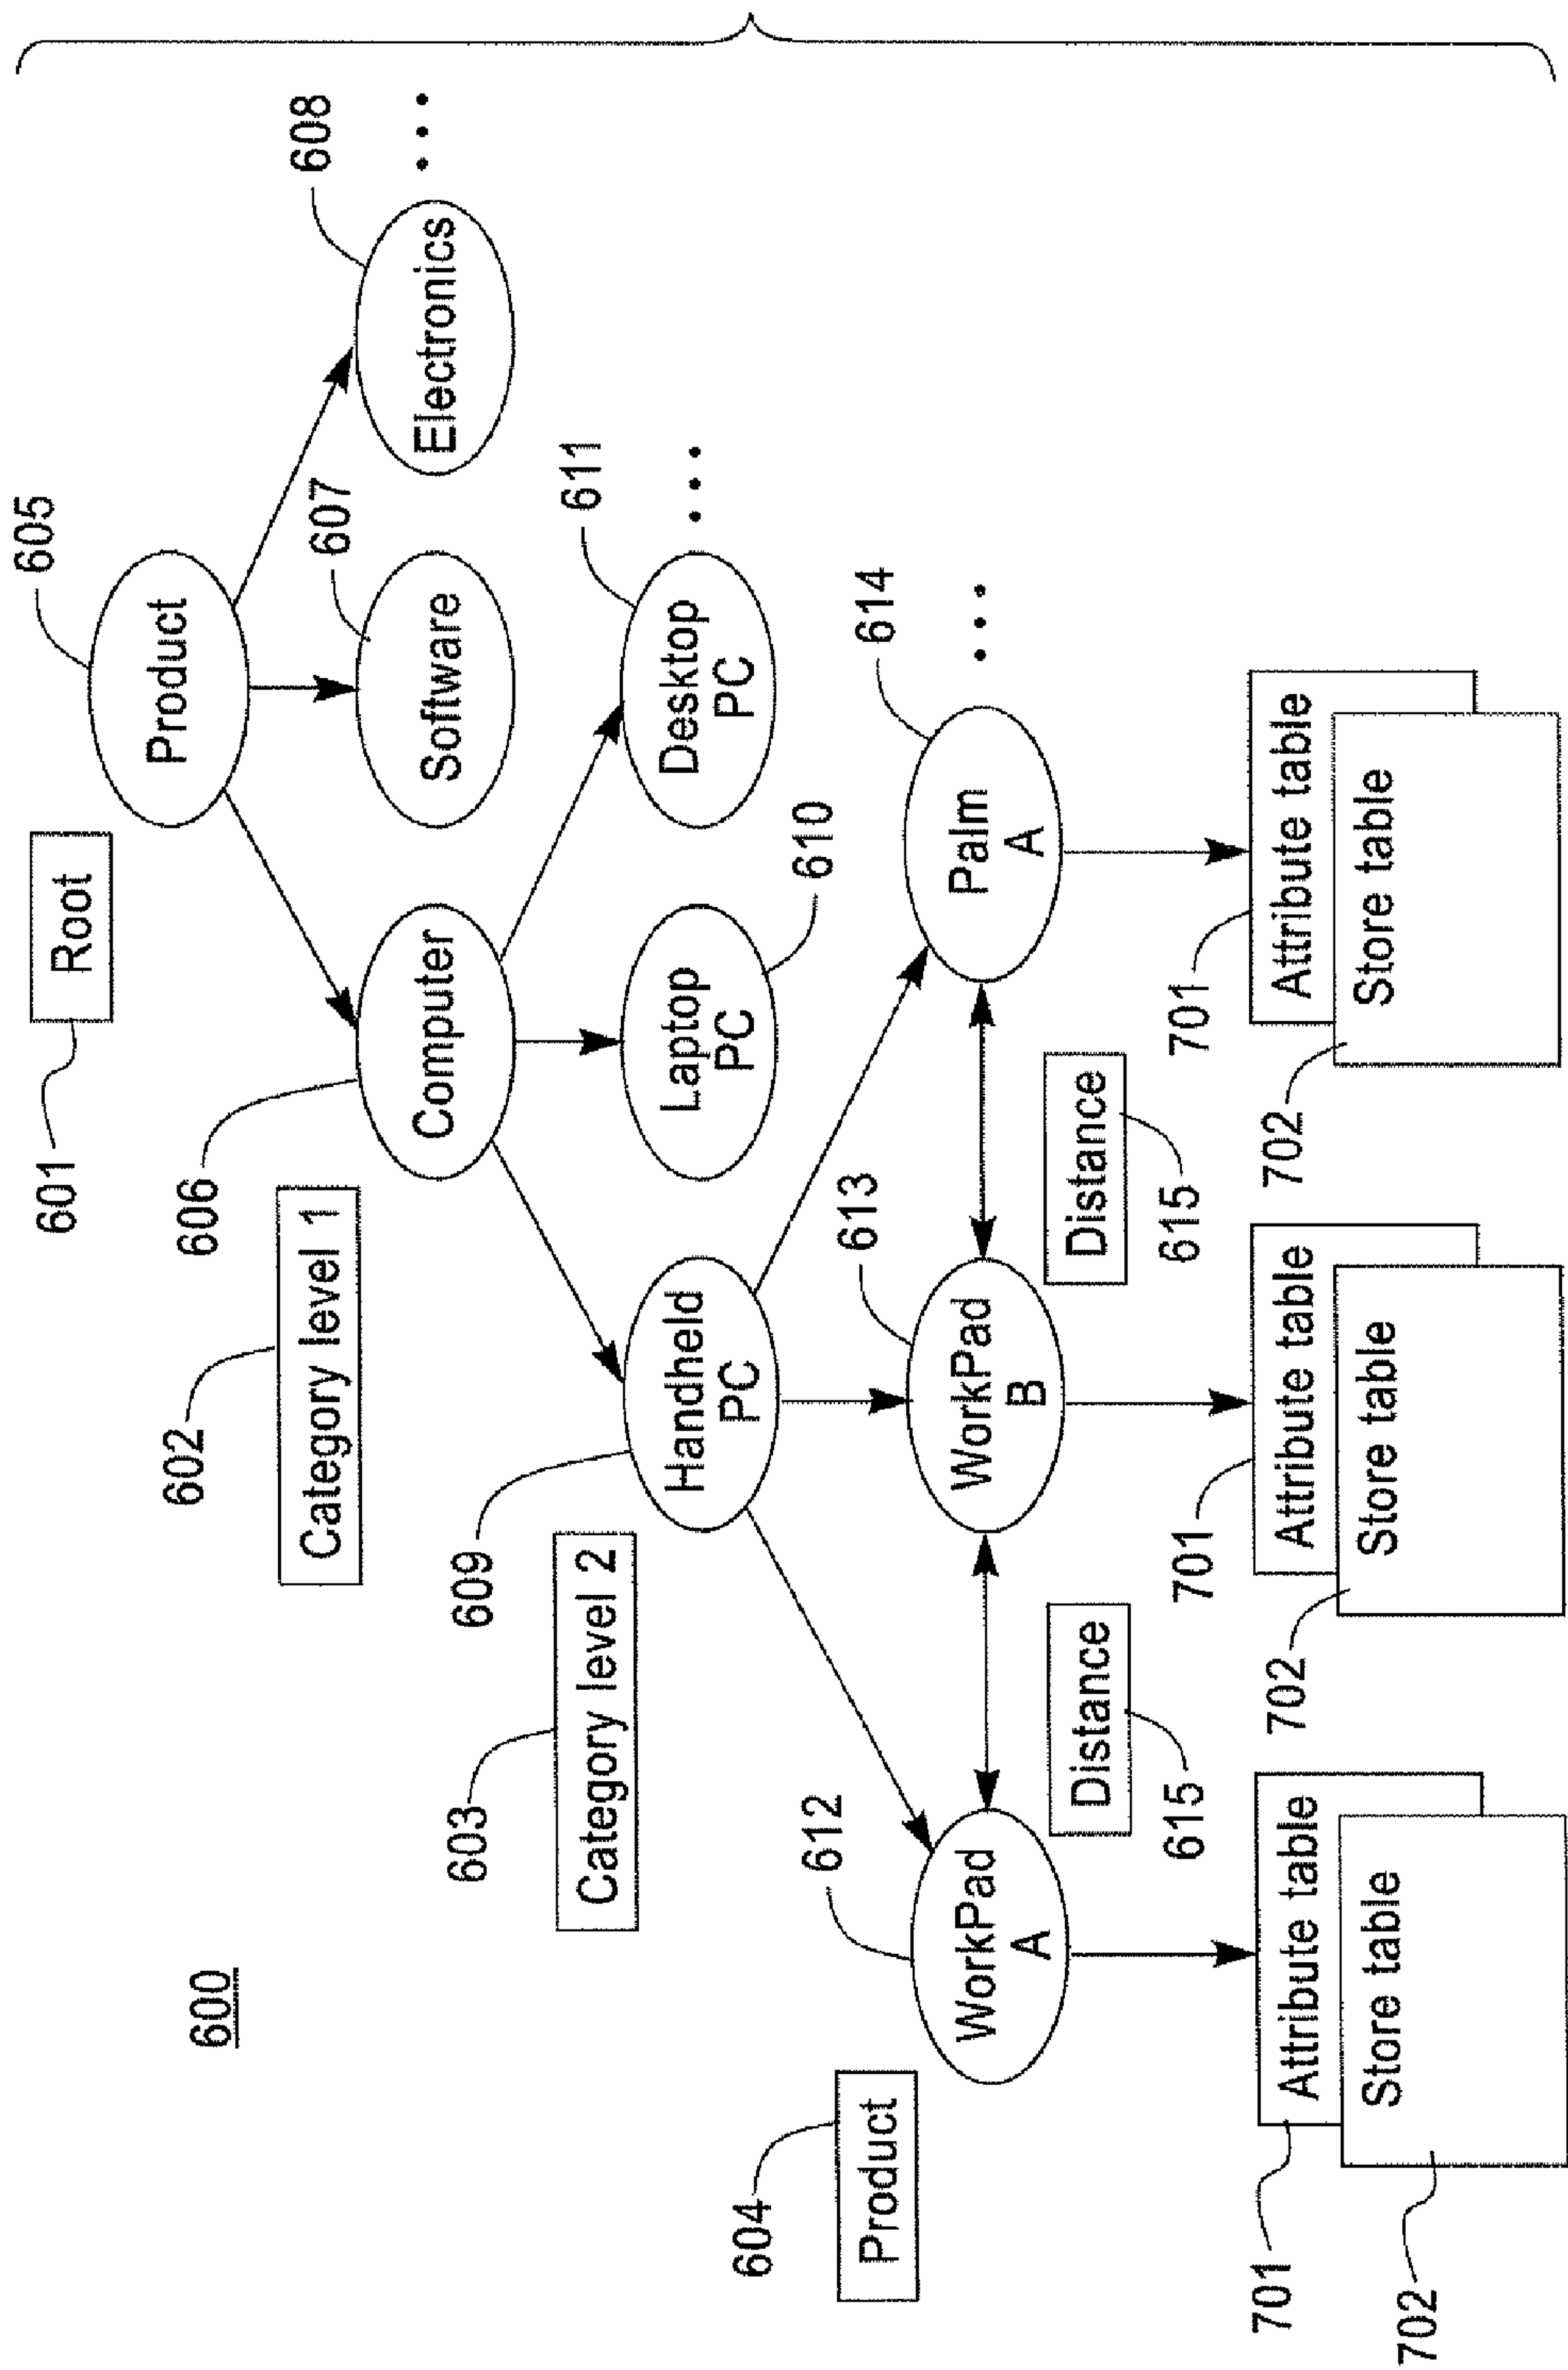 600
601
Root
605
Product
602
Category level 1
606
Computer
607
Software
608
Electronics
...
603
Category level 2
609
Handheld
PC
610
Laptop
PC
611
Desktop
PC
...
604
Product
612
WorkPad
A
613
WorkPad
B
614
Palm
A
...
Distance
615
Distance
615
701
Attribute table
702
Store table
701
Attribute table
702
Store table
701
Attribute table
702
Store table